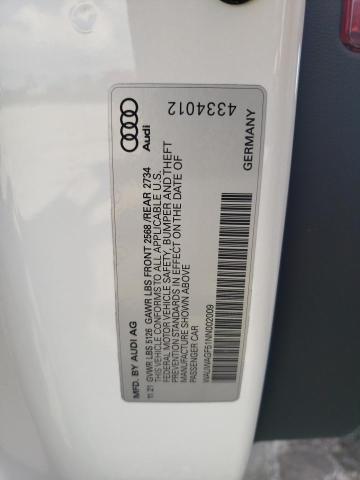 MFD. BY AUDI AG
11.21 GVWR LBS 5126 GAWR LBS FRONT 2568 /REAR 2734
THIS VEHICLE CONFORMS TO ALL APPLICABLE U.S.
FEDERAL MOTOR VEHICLE SAFETY, BUMPER AND THEFT
PREVENTION STANDARDS IN EFFECT ON THE DATE OF
MANUFACTURE SHOWN ABOVE
PASSENGER CAR
Audi
4334012
GERMANY